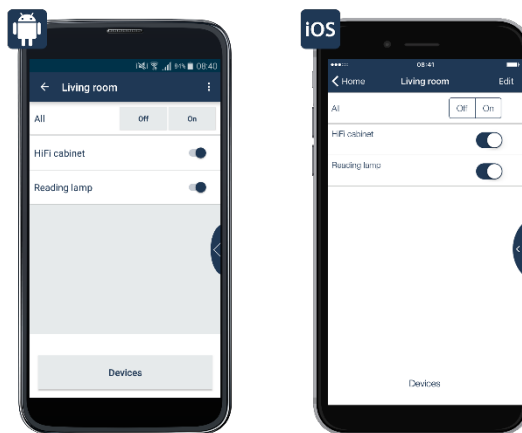 iOS
91% 08:40
← Living room
All Off On
HiFi cabinet
Reading lamp
Devices
08:41
< Home Living room Edit
All Off On
HiFi cabinet
Reading lamp
Devices